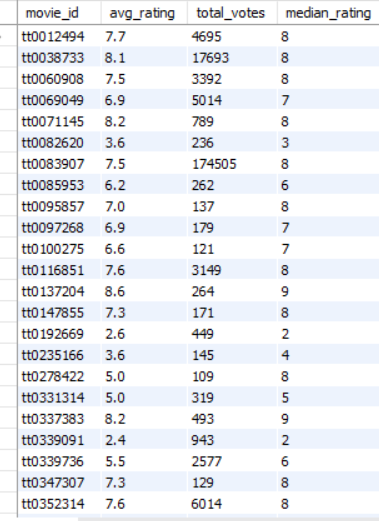 movie_id avg_rating total_votes median_rating
tt0012494 7.7 4695 8
tt0038733 8.1 17693 8
tt0060908 7.5 3392 8
tt0069049 6.9 5014 7
tt0071145 8.2 789 8
tt0082620 3.6 236 3
tt0083907 7.5 174505 8
tt0085953 6.2 262 6
tt0095857 7.0 137 8
tt0097268 6.9 179 7
tt0100275 6.6 121 7
tt0116851 7.6 3149 8
tt0137204 8.6 264 9
tt0147855 7.3 171 8
tt0192669 2.6 449 2
tt0235166 3.6 145 4
tt0278422 5.0 109 8
tt0331314 5.0 319 5
tt0337383 8.2 493 9
tt0339091 2.4 943 2
tt0339736 5.5 2577 6
tt0347307 7.3 129 8
tt0352314 7.6 6014 8